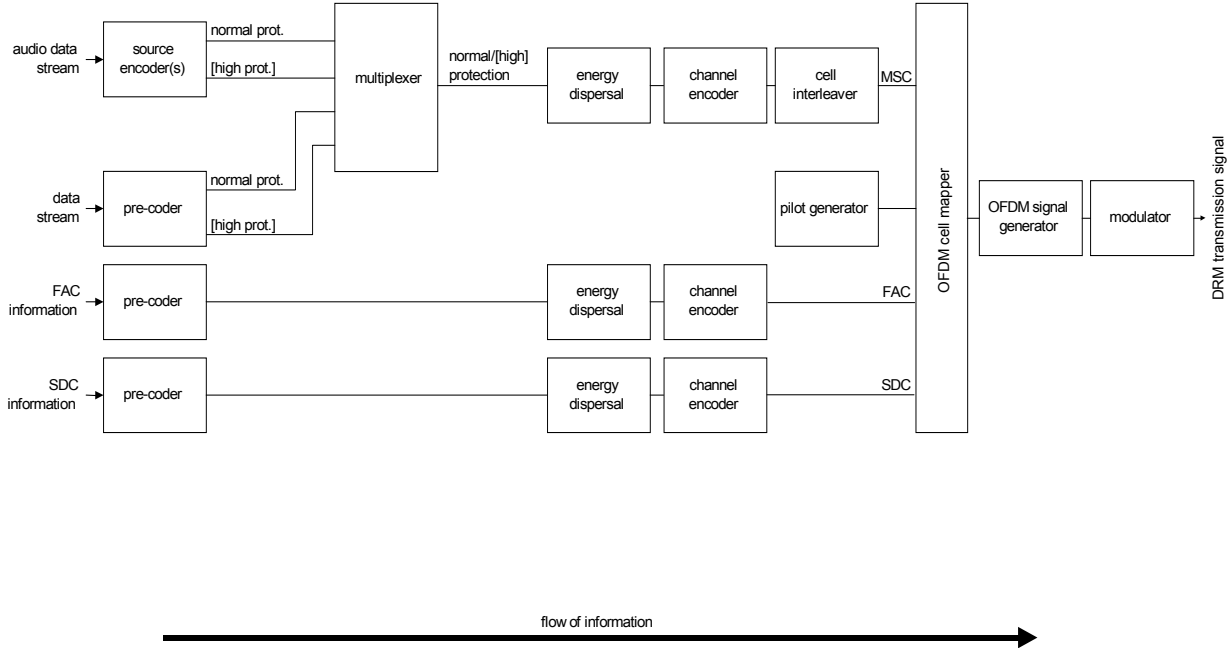 audio data
stream
source
encoder(s)
normal prot.
[high prot.]
multiplexer
normal/[high]
protection
energy
dispersal
channel
encoder
cell
interleaver
MSC
data
stream
pre-coder
normal prot.
[high prot.]
pilot generator
OFDM cell mapper
OFDM signal
generator
modulator
DRM transmission signal
FAC
information
pre-coder
energy
dispersal
channel
encoder
FAC
SDC
information
pre-coder
energy
dispersal
channel
encoder
SDC
flow of information